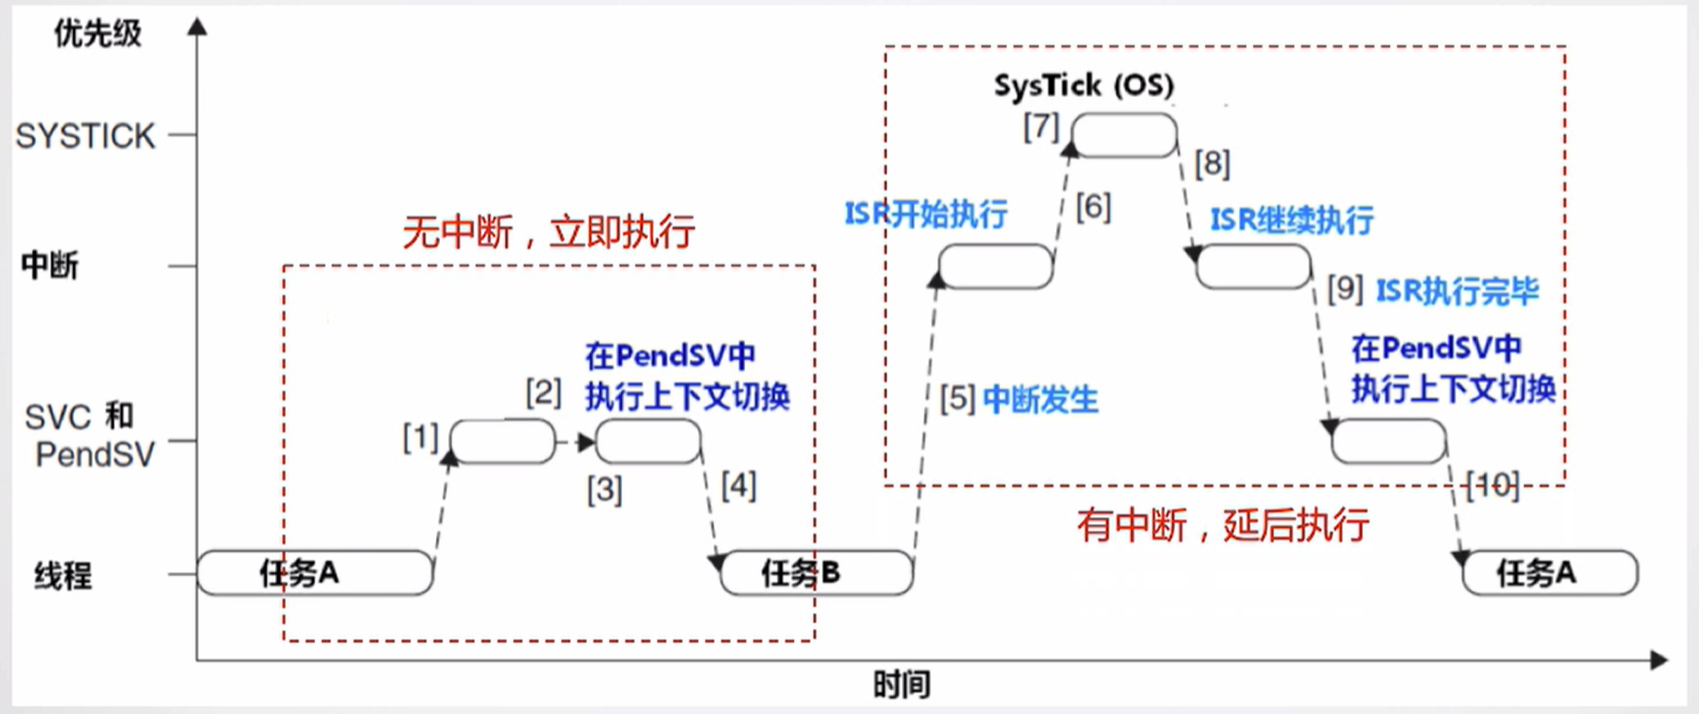 优先级
SysTick (OS)
SYSTICK
[7]
[8]
ISR开始执行
[6]
ISR继续执行
无中断，立即执行
中断
[9] ISR执行完毕
在PendSV中
执行上下文切换
在PendSV中
执行上下文切换
[2]
[5] 中断发生
SVC 和
PendSV
[1]
[3]
[4]
[10]
有中断，延后执行
线程
任务A
任务B
任务A
时间